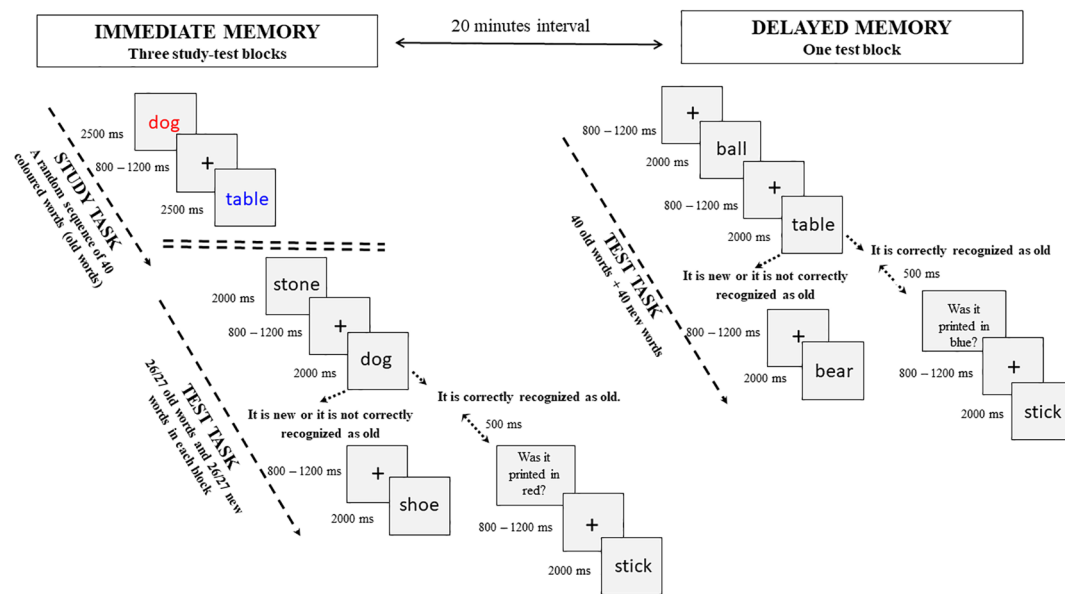 IMMEDIATE MEMORY
Three study-test blocks
20 minutes interval
DELAYED MEMORY
One test block
STUDY TASK
A random sequence of 40
coloured words (old words)
2500 ms
dog
800 – 1200 ms
+
2500 ms
table
TEST TASK
26/27 old words and 26/27 new
words in each block
2000 ms
stone
800 – 1200 ms
+
2000 ms
dog
It is new or it is not correctly
recognized as old
800 – 1200 ms
+
2000 ms
shoe
It is correctly recognized as old.
500 ms
Was it
printed in
red?
800 – 1200 ms
+
2000 ms
stick
TEST TASK
40 old words + 40 new words
800 – 1200 ms
+
2000 ms
ball
800 – 1200 ms
+
2000 ms
table
It is new or it is not correctly
recognized as old
800 – 1200 ms
+
2000 ms
bear
It is correctly recognized as old
500 ms
Was it
printed in
blue?
800 – 1200 ms
+
2000 ms
stick